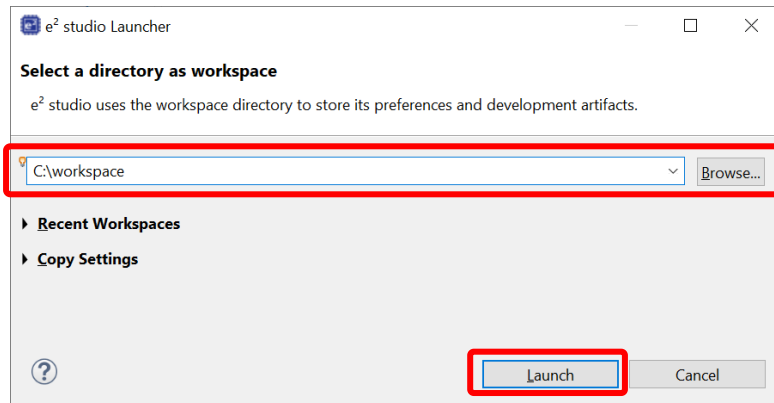 e² studio Launcher
Select a directory as workspace
e² studio uses the workspace directory to store its preferences and development artifacts.
C:\workspace
Browse...
Recent Workspaces
Copy Settings
?
Launch
Cancel